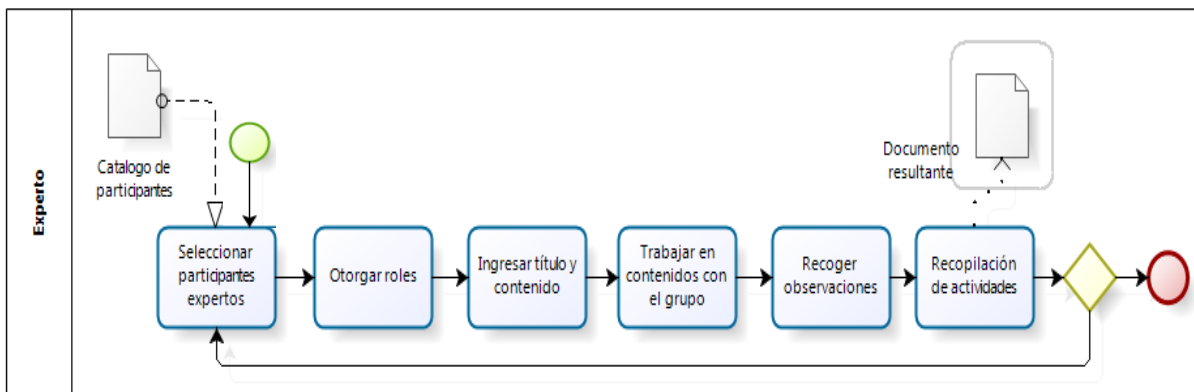 Experto
Catalogo de
participantes
Documento
resultante
Seleccionar
participantes
expertos
Otorgar roles
Ingresar título y
contenido
Trabajar en
contenidos con
el grupo
Recoger
observaciones
Recopilación
de actividades